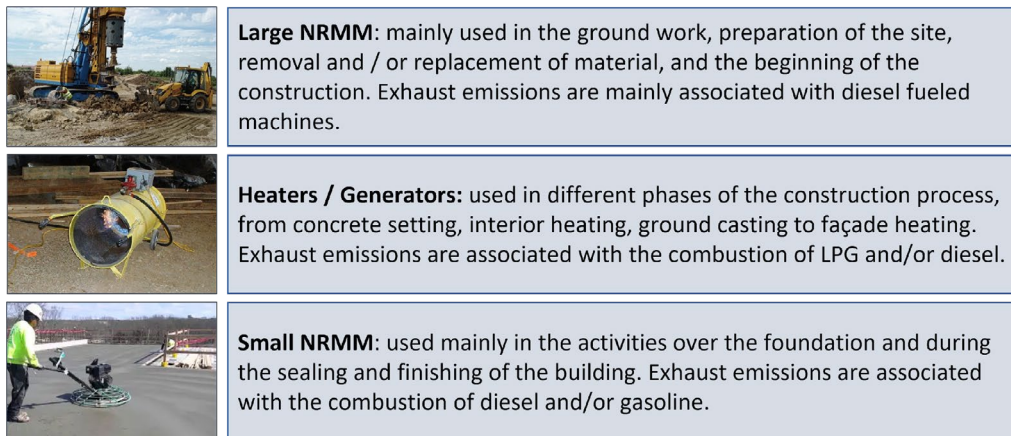 Large NRMM: mainly used in the ground work, preparation of the site,
removal and / or replacement of material, and the beginning of the
construction. Exhaust emissions are mainly associated with diesel fueled
machines.
Heaters / Generators: used in different phases of the construction process,
from concrete setting, interior heating, ground casting to façade heating.
Exhaust emissions are associated with the combustion of LPG and/or diesel.
Small NRMM: used mainly in the activities over the foundation and during
the sealing and finishing of the building. Exhaust emissions are associated
with the combustion of diesel and/or gasoline.